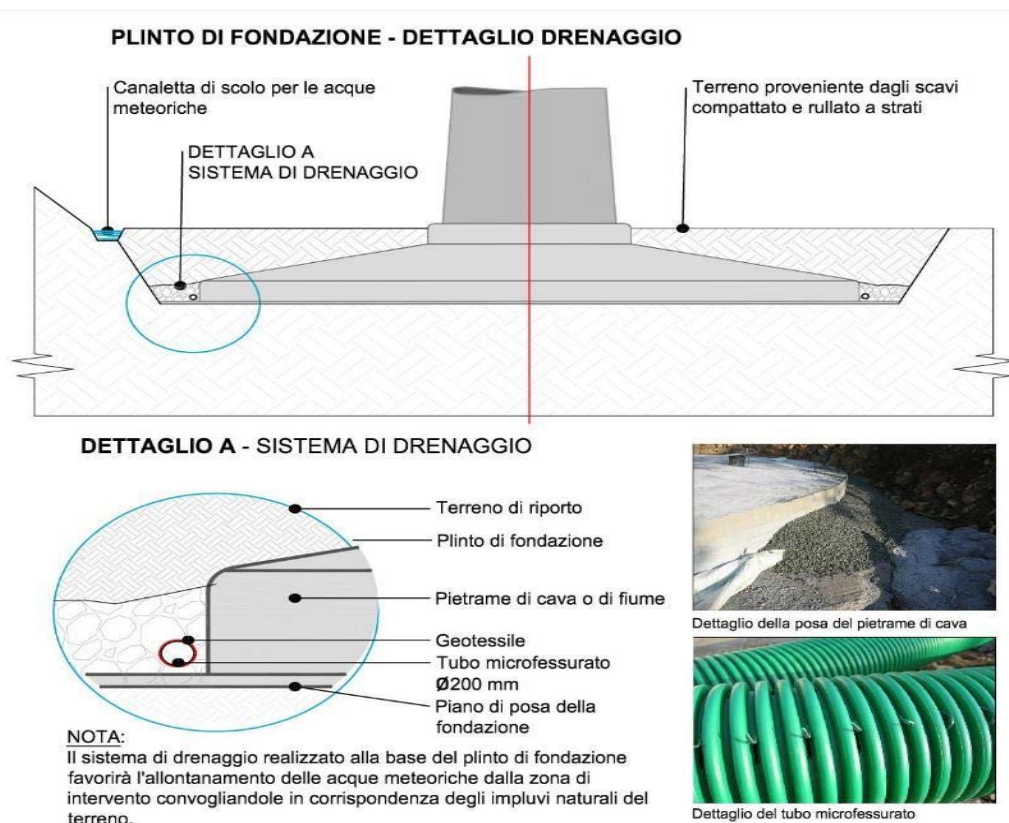 PLINTO DI FONDAZIONE - DETTAGLIO DRENAGGIO
Canaletta di scolo per le acque
meteoriche
Terreno proveniente dagli scavi
compattato e rullato a strati
DETTAGLIO A
SISTEMA DI DRENAGGIO
DETTAGLIO A - SISTEMA DI DRENAGGIO
Terreno di riporto
Plinto di fondazione
Pietrame di cava o di fiume
Geotessile
Tubo microfessurato
Ø200 mm
Piano di posa della
fondazione
Dettaglio della posa del pietrame di cava
Dettaglio del tubo microfessurato
NOTA:
Il sistema di drenaggio realizzato alla base del plinto di fondazione
favorirà l'allontanamento delle acque meteoriche dalla zona di
intervento convogliandole in corrispondenza degli impluvi naturali del
terreno.